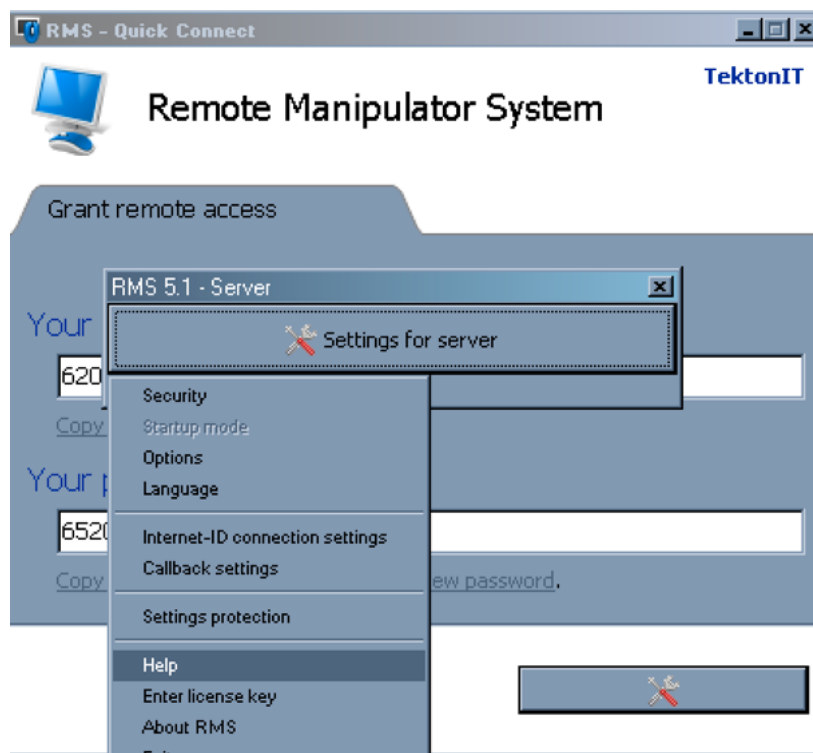 RMS - Quick Connect
TektonIT
Remote Manipulator System
Grant remote access
RMS 5.1 - Server
Your
Settings for server
620
Security
Copy
Startup mode
Options
Your
Language
6520
Internet-ID connection settings
Callback settings
Copy
ew password.
Settings protection
Help
Enter license key
About RMS